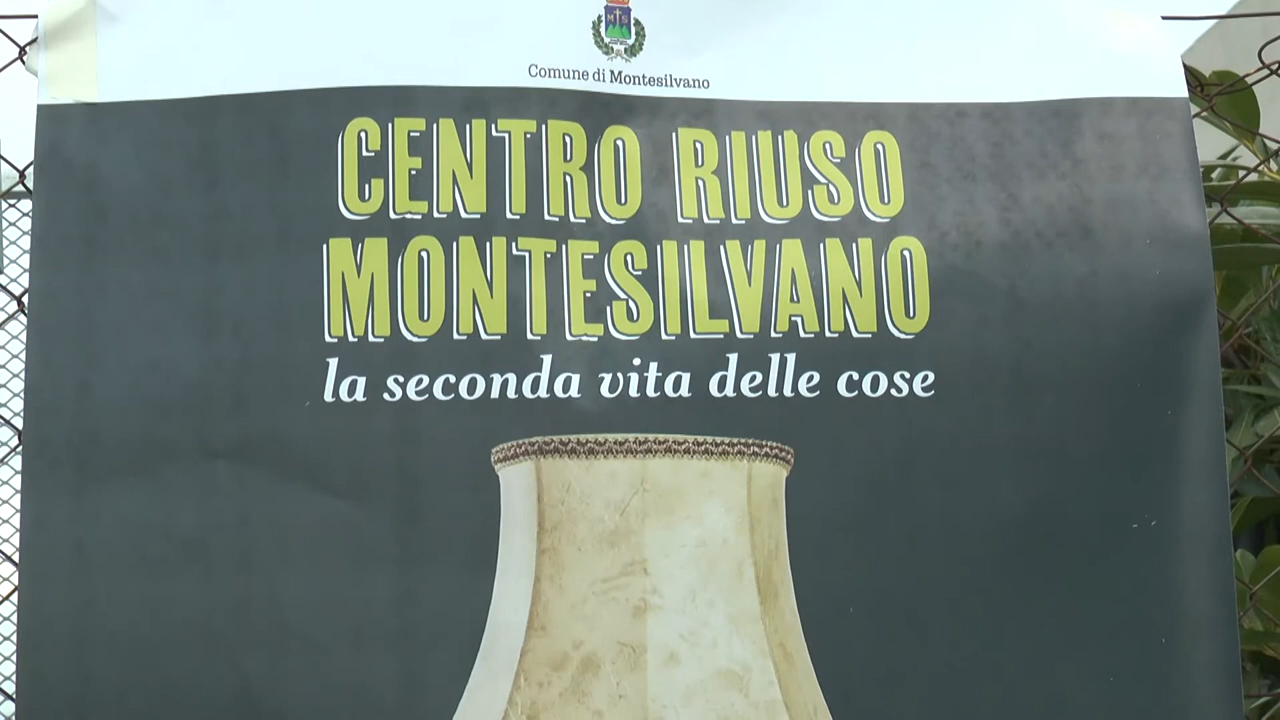 M S
Comune di Montesilvano
CENTRO RIUSO
MONTESILVANO
la seconda vita delle cose